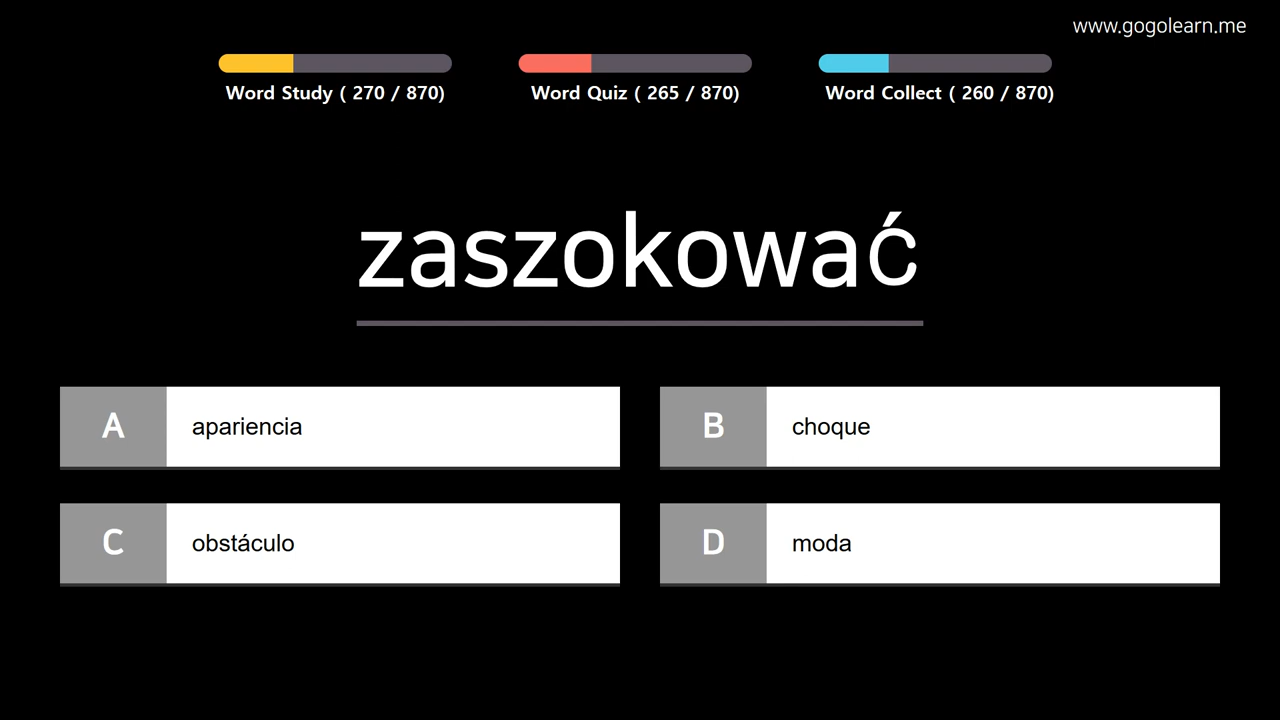 www.gogolearn.me
Word Study ( 270 / 870)
Word Quiz ( 265 / 870)
Word Collect ( 260 / 870)
zaszokować
A apariencia
B choque
C obstáculo
D moda